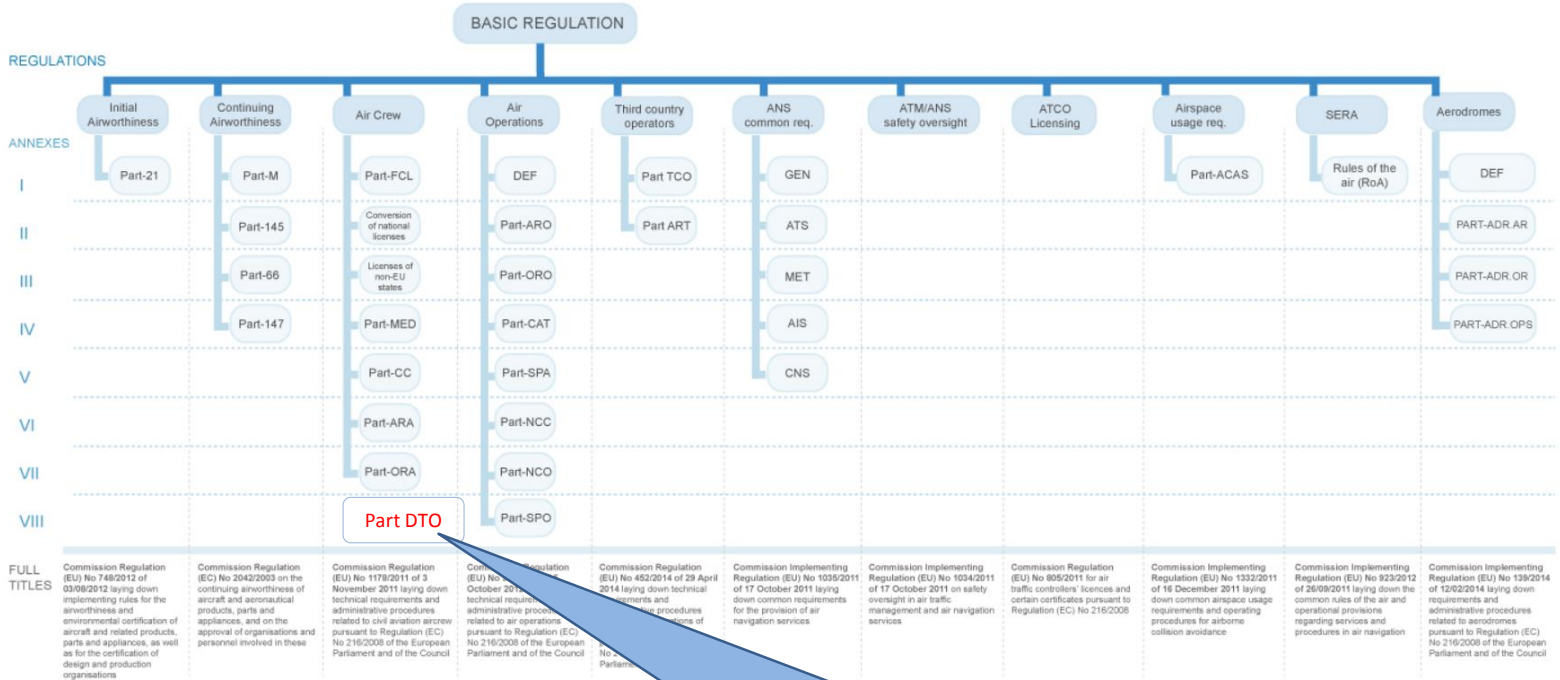 BASIC REGULATION
REGULATIONS
Initial
Airworthiness
Continuing
Airworthiness
Air Crew
Air
Operations
Third country
operators
ANS
common req.
ATM/ANS
safety oversight
ATCO
Licensing
Airspace
usage req.
SERA
Aerodromes
ANNEXES
I
Part-21
Part-M
Part-FCL
DEF
Part TCO
GEN
Part-ACAS
Rules of the
air (RoA)
DEF
II
Part-145
Conversion
of national
licenses
Part-ARO
Part ART
ATS
PART-ADR.AR
III
Part-66
Licenses of
non-EU
states
Part-ORO
MET
PART-ADR.OR
IV
Part-147
Part-MED
Part-CAT
AIS
PART-ADR.OPS
V
Part-CC
Part-SPA
CNS
VI
Part-ARA
Part-NCC
VII
Part-ORA
Part-NCO
VIII
Part DTO
Part-SPO
FULL
TITLES
Commission Regulation
(EU) No 748/2012 of
03/08/2012 laying down
implementing rules for the
airworthiness and
environmental certification of
aircraft and related products,
parts and appliances, as well
as for the certification of
design and production
organisations
Commission Regulation
(EC) No 2042/2003 on the
continuing airworthiness of
aircraft and aeronautical
products, parts and
appliances, and on the
approval of organisations and
personnel involved in these
Commission Regulation
(EU) No 1178/2011 of 3
November 2011 laying down
technical requirements and
administrative procedures
related to civil aviation aircrew
pursuant to Regulation (EC)
No 216/2008 of the European
Parliament and of the Council
Regulation
(EU) No
October
technical
administrative
related to air operations
pursuant to Regulation (EC)
No 216/2008 of the European
Parliament and of the Council
Commission Regulation
(EU) No 452/2014 of 29 April
2014 laying down technical
and
procedures
of
Commission Implementing
Regulation (EU) No 1035/2011
of 17 October 2011 laying
down common requirements
for the provision of air
navigation services
Commission Implementing
Regulation (EU) No 1034/2011
of 17 October 2011 on safety
oversight in air traffic
management and air navigation
services
Commission Regulation
(EU) No 805/2011 for air
traffic controllers' licences and
certain certificates pursuant to
Regulation (EC) No 216/2008
Commission Implementing
Regulation (EU) No 1332/2011
of 16 December 2011 laying
down common airspace usage
requirements and operating
procedures for airborne
collision avoidance
Commission Implementing
Regulation (EU) No 923/2012
of 26/09/2011 laying down the
common rules of the air and
operational provisions
regarding services and
procedures in air navigation
Commission Implementing
Regulation (EU) No 139/2014
of 12/02/2014 laying down
requirements and
administrative procedures
related to aerodromes
pursuant to Regulation (EC)
No 216/2008 of the European
Parliament and of the Council